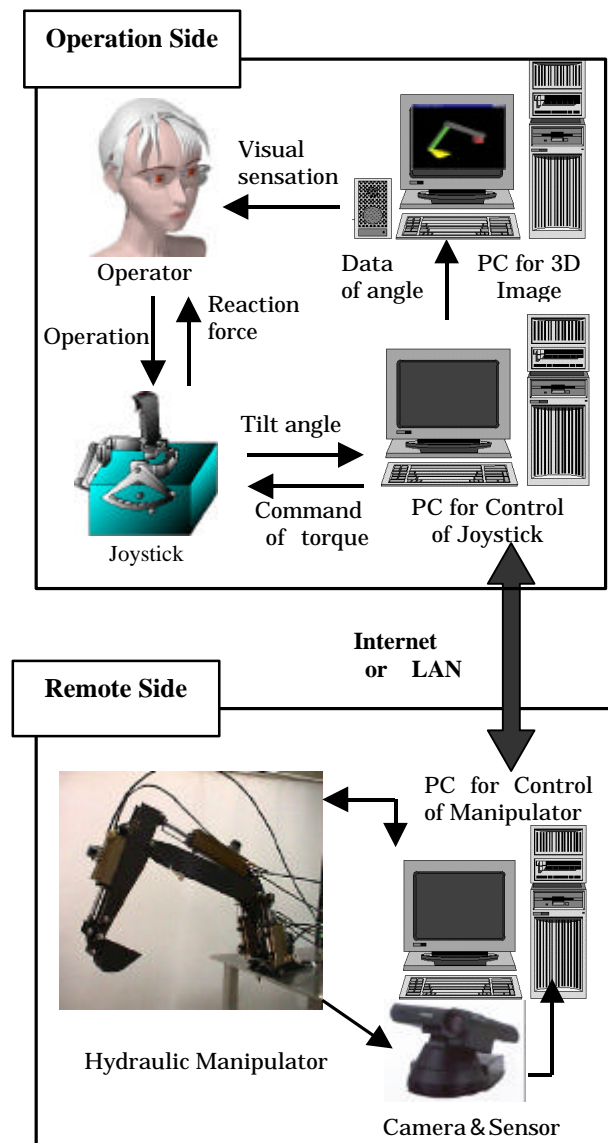 Operation Side
Visual
sensation
Operator
Data
of angle
PC for 3D
Image
Operation
Reaction
force
Tilt angle
Command
of torque
Joystick
PC for Control
of Joystick
Internet
or LAN
Remote Side
PC for Control
of Manipulator
Hydraulic Manipulator
Camera & Sensor